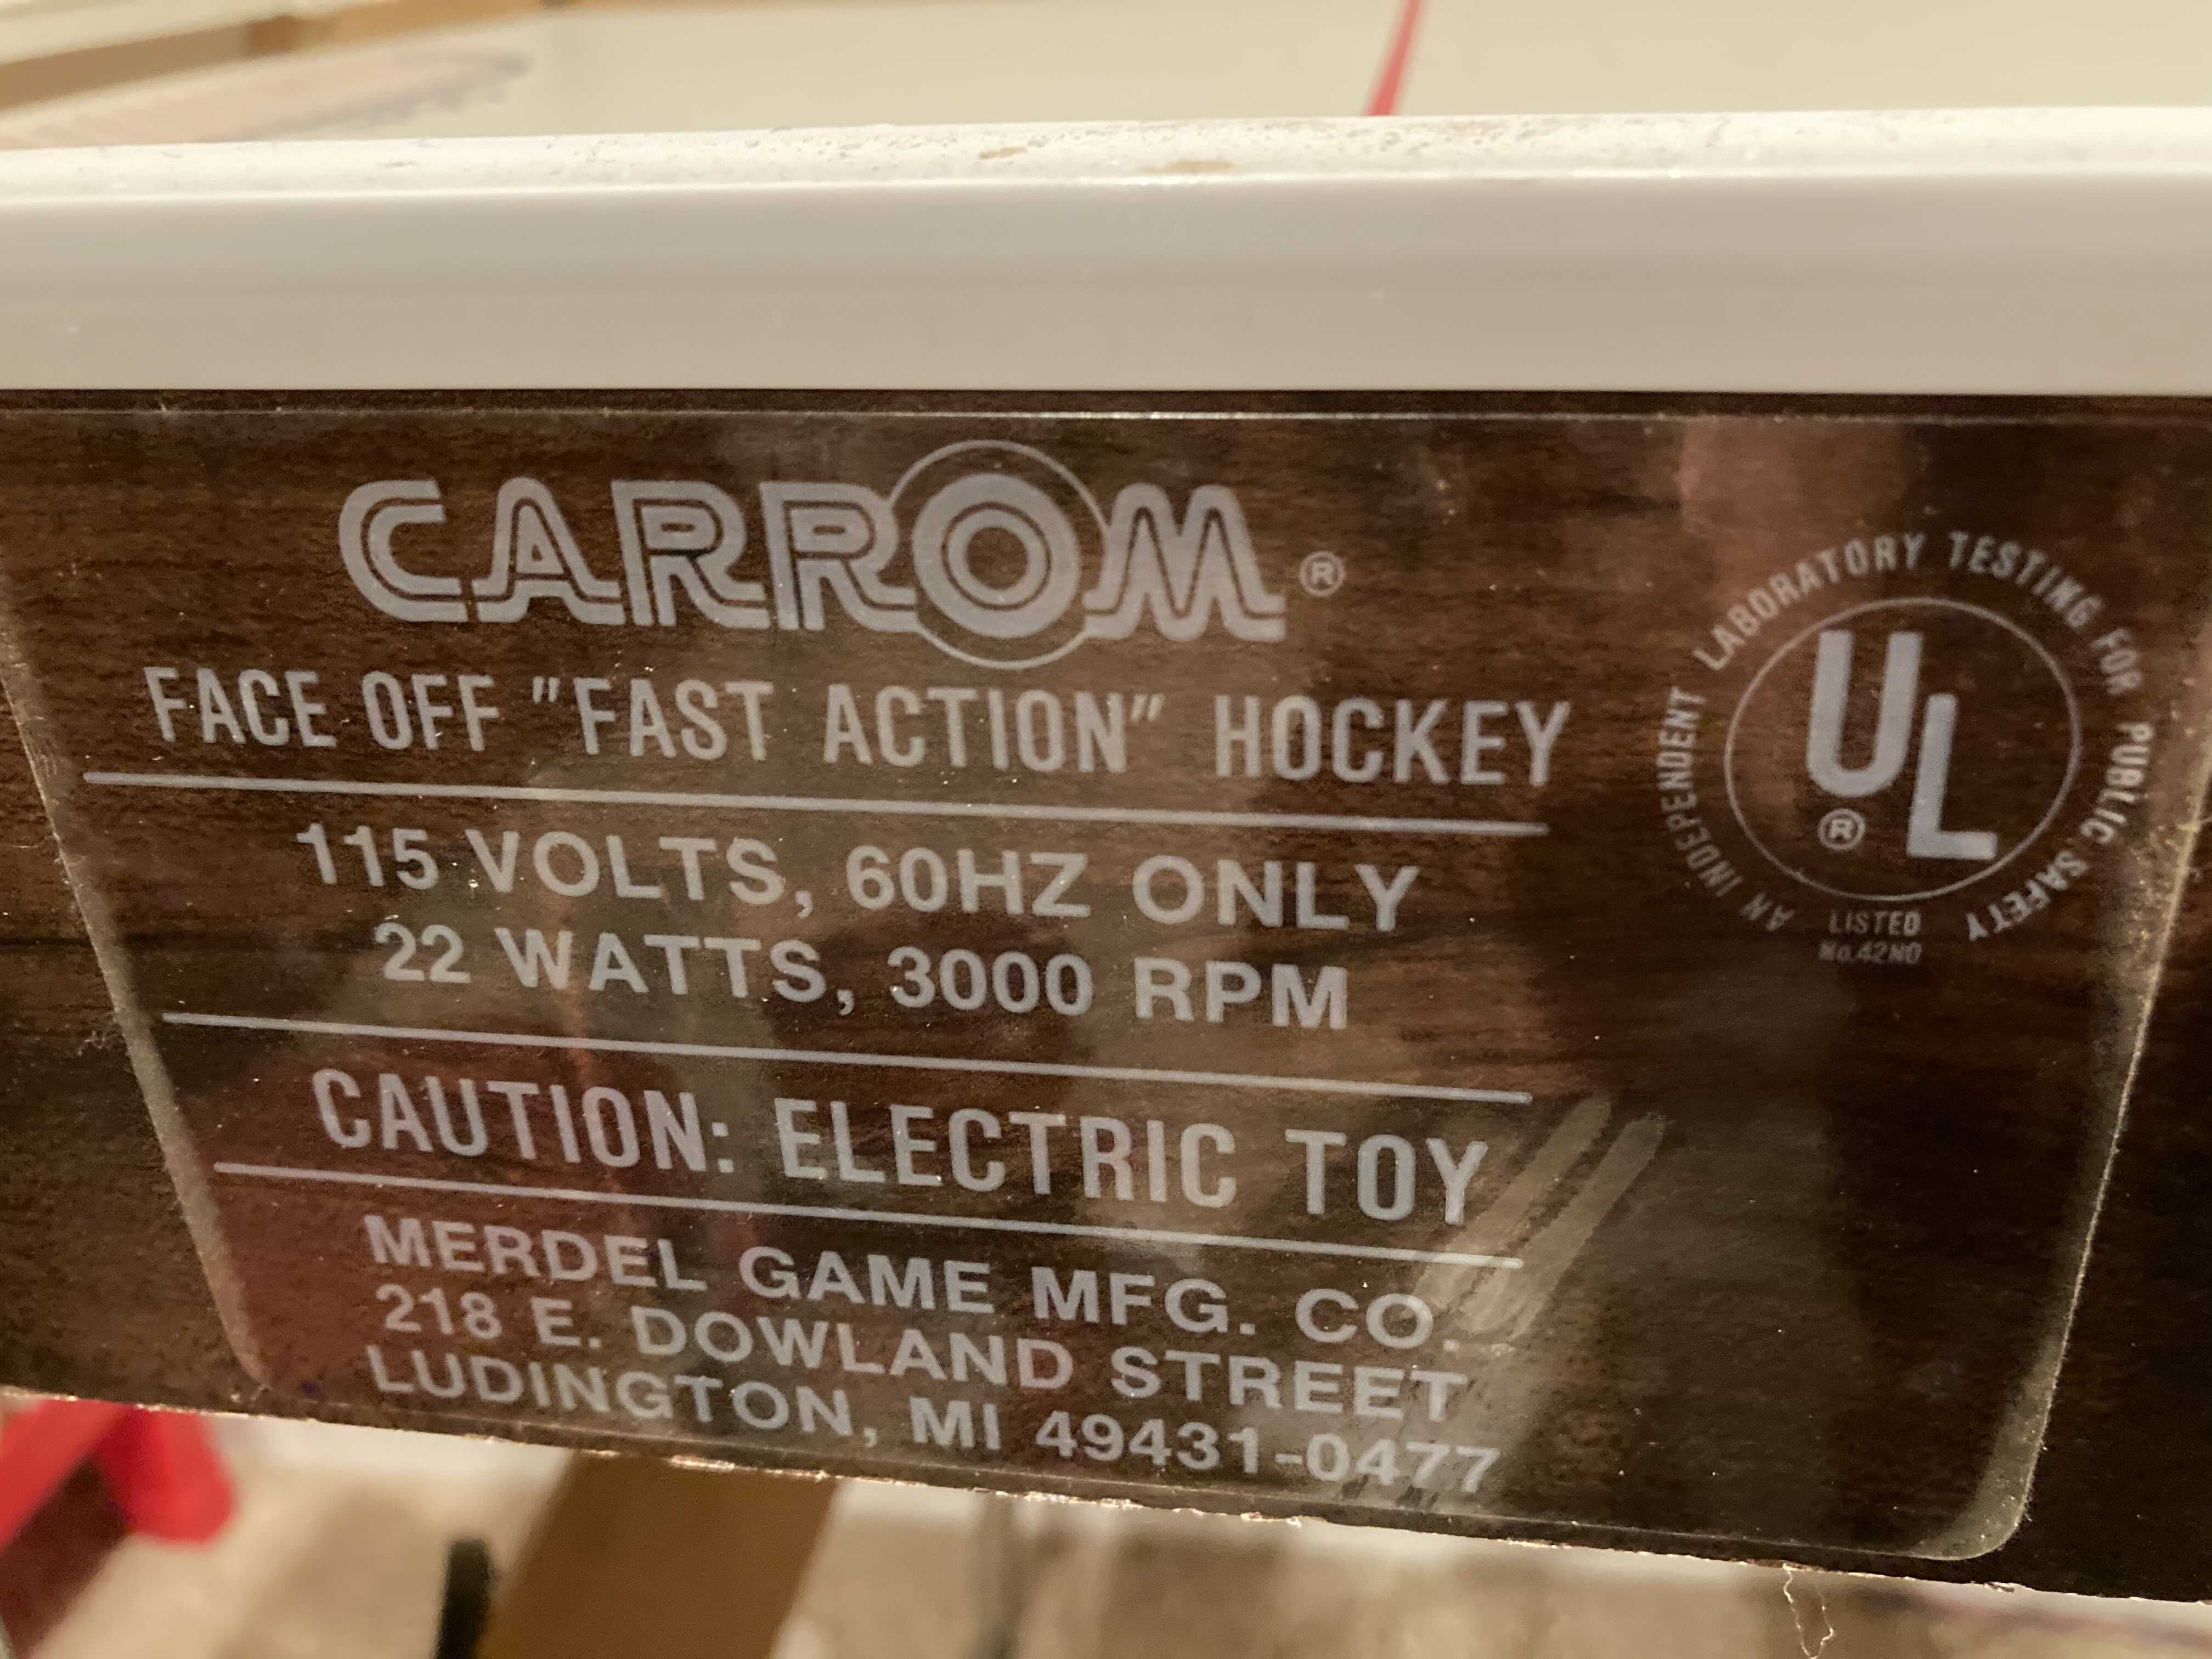 CARROM®
FACE OFF "FAST ACTION" HOCKEY
115 VOLTS, 60HZ ONLY
22 WATTS, 3000 RPM
CAUTION: ELECTRIC TOY
MERDEL GAME MFG. CO.
218 E. DOWLAND STREET
LUDINGTON, MI 49431-0477
AN INDEPENDENT LABORATORY TESTING FOR PUBLIC SAFETY
UL®
LISTED
No.42N0